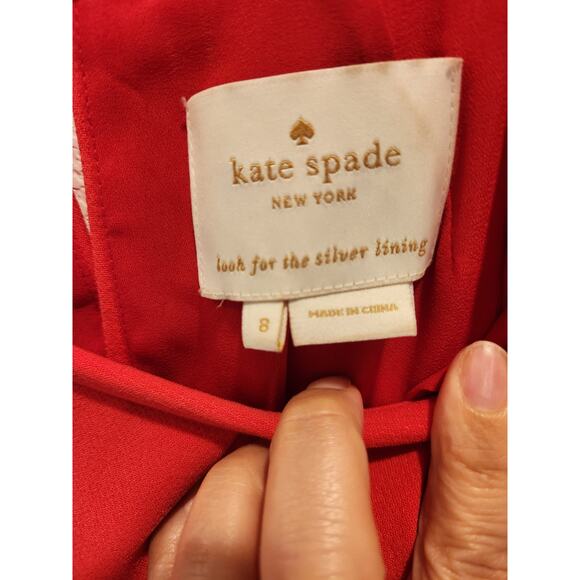 kate spade
NEW YORK
look for the silver lining
8
MADE IN CHINA